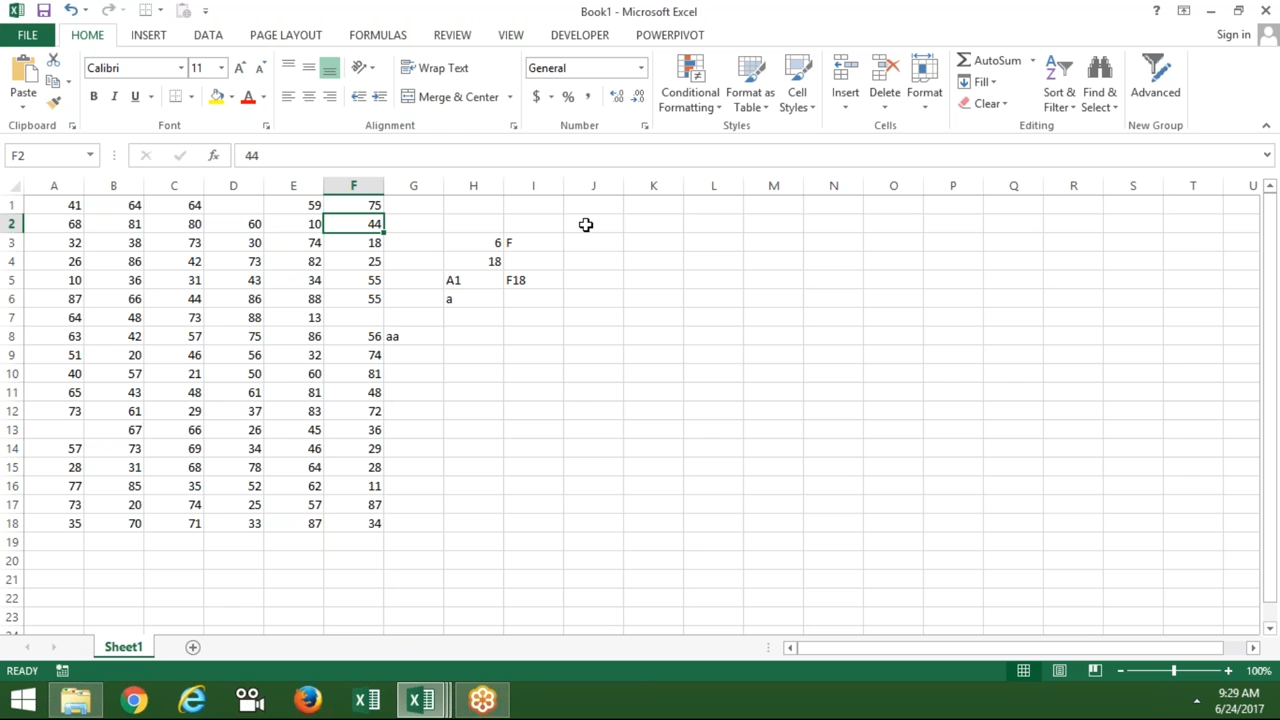 Book1 - Microsoft Excel
?
FILE HOME INSERT DATA PAGE LAYOUT FORMULAS REVIEW VIEW DEVELOPER POWERPIVOT Sign in
Paste
Calibri 11 A A
B I U A
Wrap Text
Merge & Center
General
$ % ,
Conditional Formatting
Format as Table
Cell Styles
Insert Delete Format
AutoSum
Fill
Clear
Sort & Filter
Find & Select
Advanced
Clipboard Font Alignment Number Styles Cells Editing New Group
F2 fx 44
A B C D E F G H I J K L M N O P Q R S T U
1 41 64 64 59 75
2 68 81 80 60 10 44
3 32 38 73 30 74 18 6 F
4 26 86 42 73 82 25 18
5 10 36 31 43 34 55 A1 F18
6 87 66 44 86 88 55 a
7 64 48 73 88 13
8 63 42 57 75 86 56 aa
9 51 20 46 56 32 74
10 40 57 21 50 60 81
11 65 43 48 61 81 48
12 73 61 29 37 83 72
13 67 66 26 45 36
14 57 73 69 34 46 29
15 28 31 68 78 64 28
16 77 85 35 52 62 11
17 73 20 74 25 57 87
18 35 70 71 33 87 34
19
20
21
22
23
Sheet1
READY 100%
9:29 AM
6/24/2017